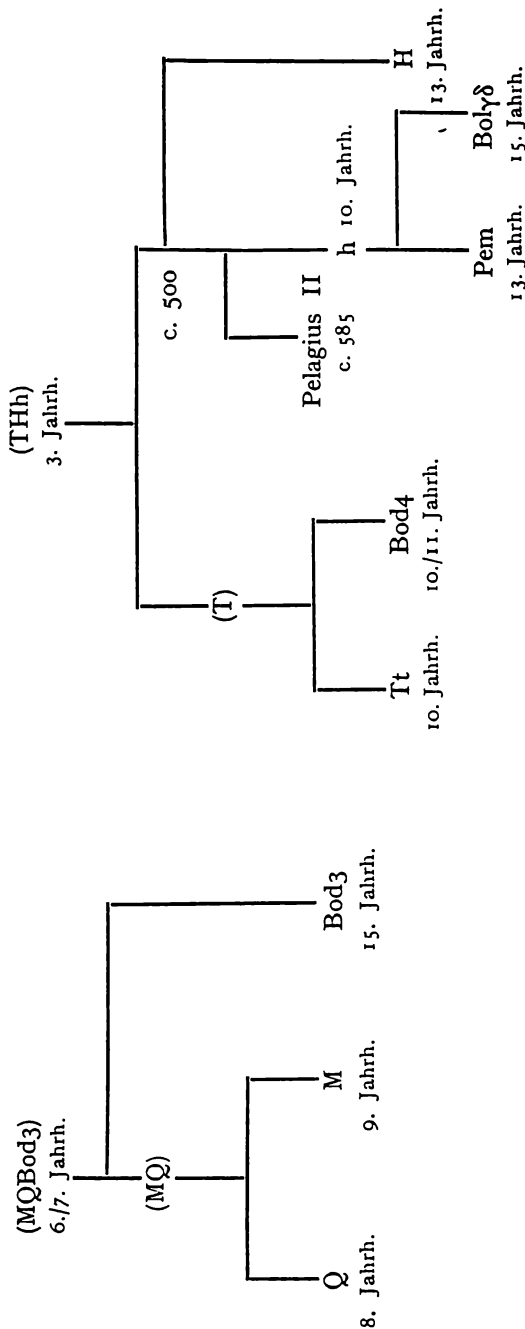 (MQBod3)
6./7. Jahrh.
(MQ)
Q
8. Jahrh.
M
9. Jahrh.
Bod3
15. Jahrh.
(THh)
3. Jahrh.
(T)
Tt
10. Jahrh.
Bod4
10./11. Jahrh.
c. 500
Pelagius II
c. 585
h 10. Jahrh.
Pem
13. Jahrh.
Bolγδ
15. Jahrh.
H
13. Jahrh.